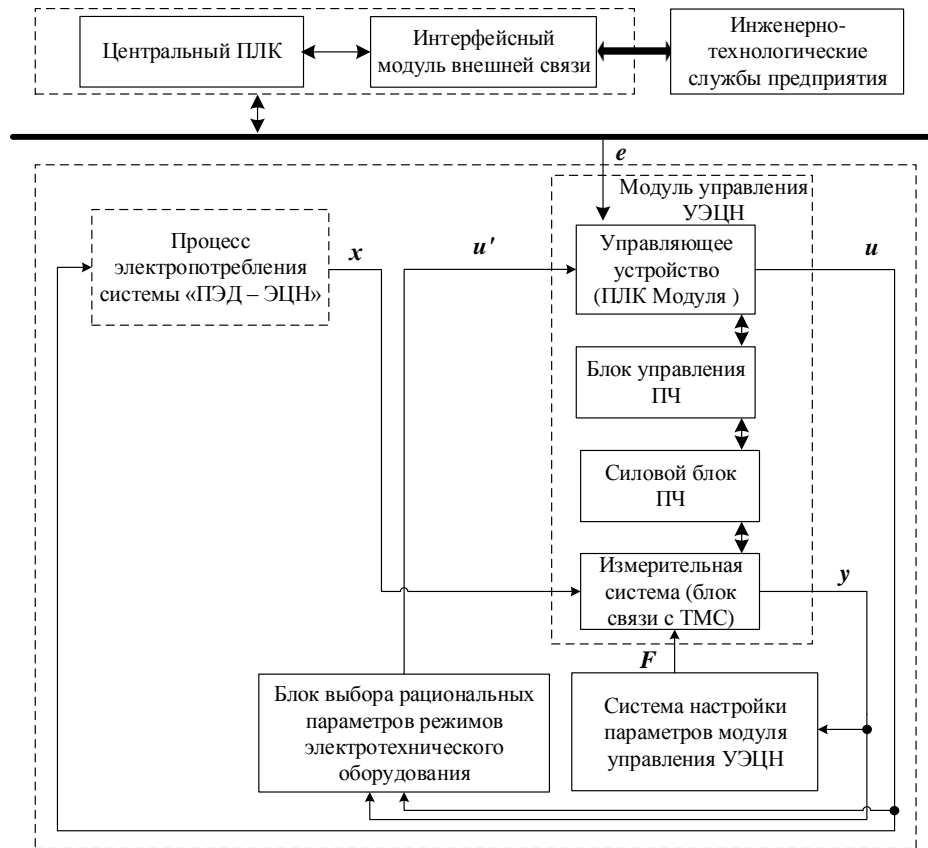 Центральный ПЛК
Интерфейсный
модуль внешней связи
Инженерно-
технологические
службы предприятия
e
Модуль управления
УЭЦН
Процесс
электропотребления
системы «ПЭД – ЭЦН»
x
u'
Управляющее
устройство
(ПЛК Модуля )
u
Блок управления
ПЧ
Силовой блок
ПЧ
Измерительная
система (блок
связи с ТМС)
y
F
Блок выбора рациональных
параметров режимов
электротехнического
оборудования
Система настройки
параметров модуля
управления УЭЦН